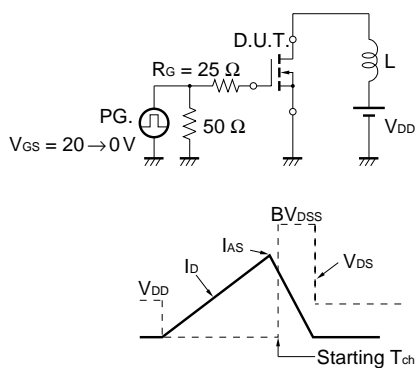 D.U.T.
RG = 25 Ω
L
PG.
50 Ω
VDD
VGS = 20 → 0 V
BVDSS
IAS
ID
VDS
VDD
Starting Tch